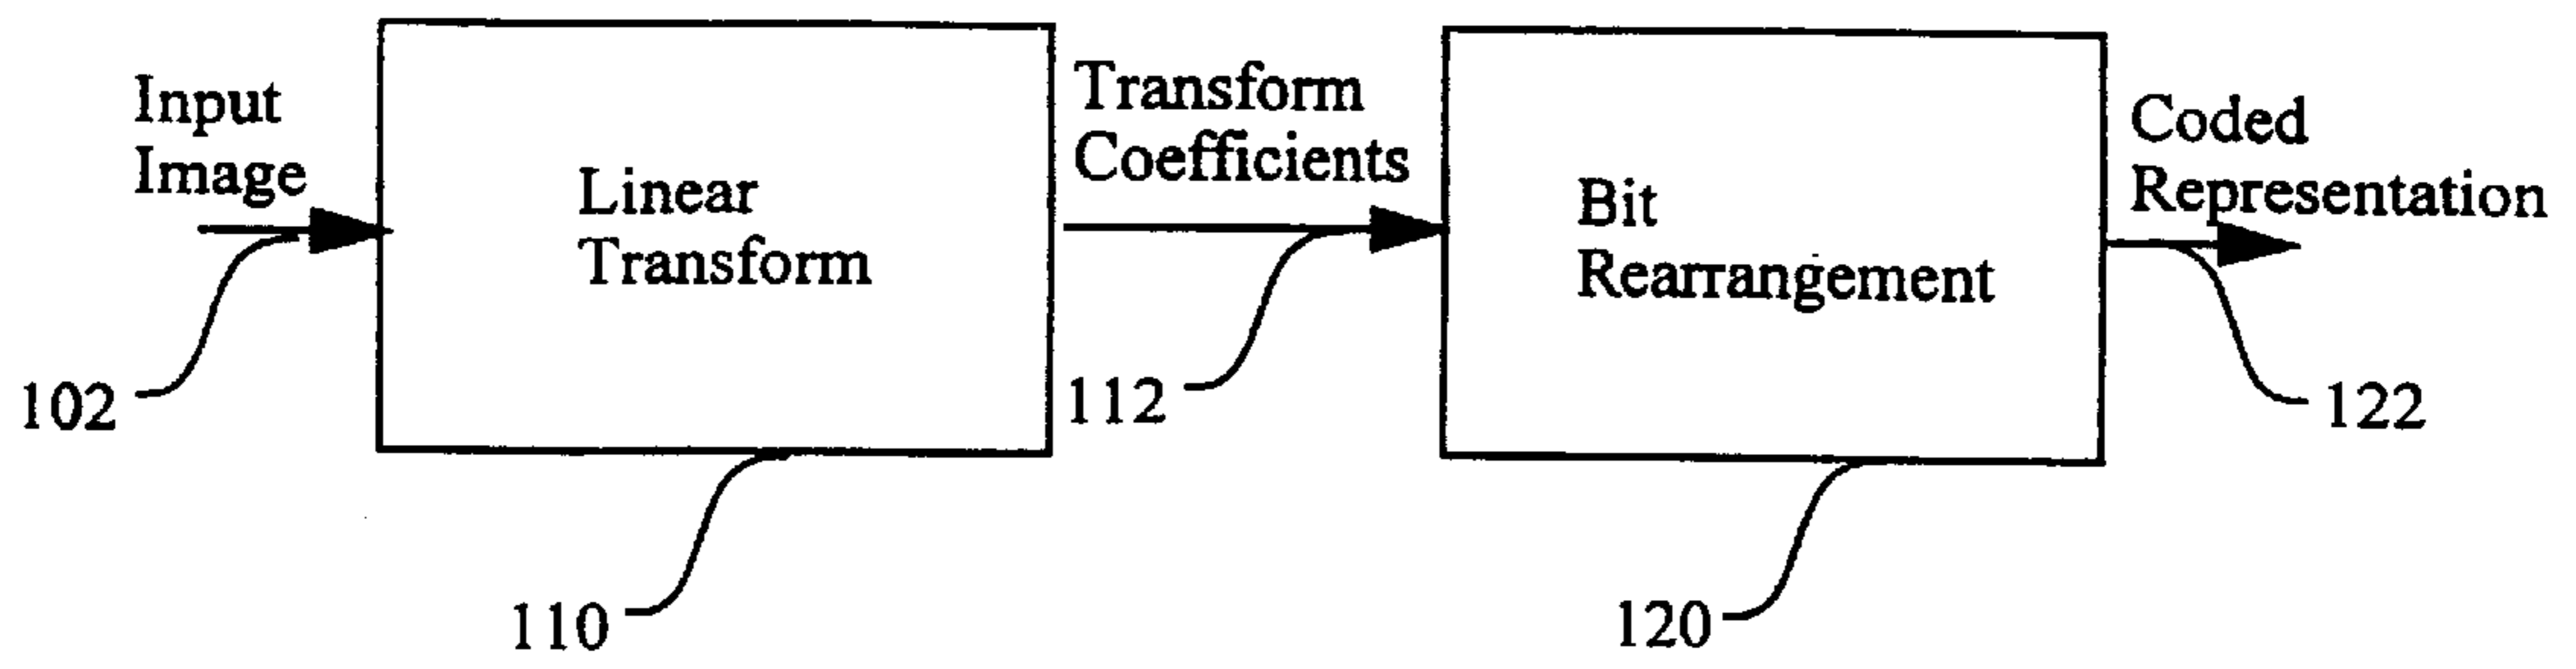 Input
Image
Linear
Transform
Transform
Coefficients
Bit
Rearrangement
Coded
Representation
102
110
112
120
122